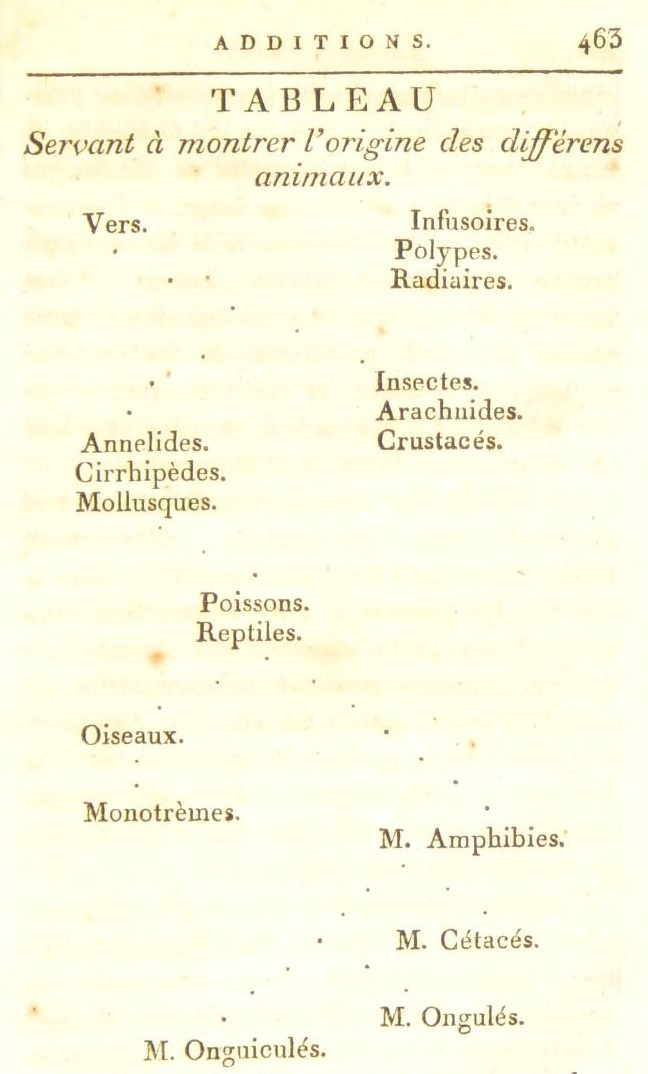 ADDITIONS. 463
TABLEAU
Servant à montrer l'origine des différens
animaux.
Vers. Infusoires.
Polypes.
Radiaires.
Insectes.
Arachnides.
Annelides. Crustacés.
Cirrhipèdes.
Mollusques.
Poissons.
Reptiles.
Oiseaux.
Monotrèmes.
M. Amphibies.
M. Cétacés.
M. Ongulés.
M. Onguiculés.